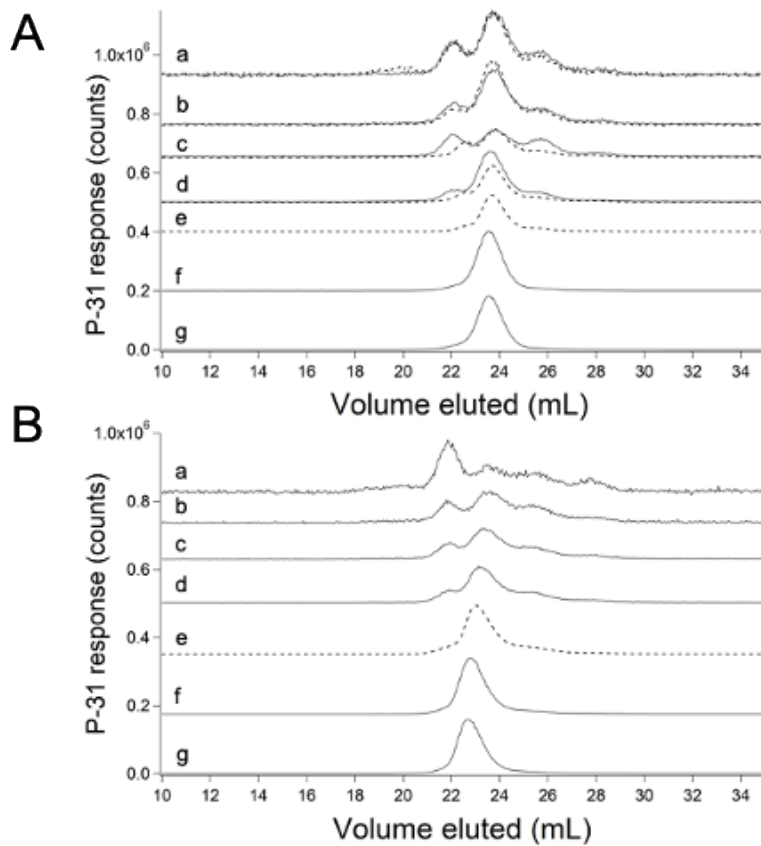 A
P-31 response (counts)
1.0x10⁶
0.8
0.6
0.4
0.2
0.0
a
b
c
d
e
f
g
10 12 14 16 18 20 22 24 26 28 30 32 34
Volume eluted (mL)
B
P-31 response (counts)
1.0x10⁶
0.8
0.6
0.4
0.2
0.0
a
b
c
d
e
f
g
10 12 14 16 18 20 22 24 26 28 30 32 34
Volume eluted (mL)